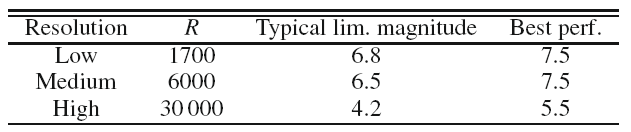 Resolution R Typical lim. magnitude Best perf.
Low 1700 6.8 7.5
Medium 6000 6.5 7.5
High 30 000 4.2 5.5